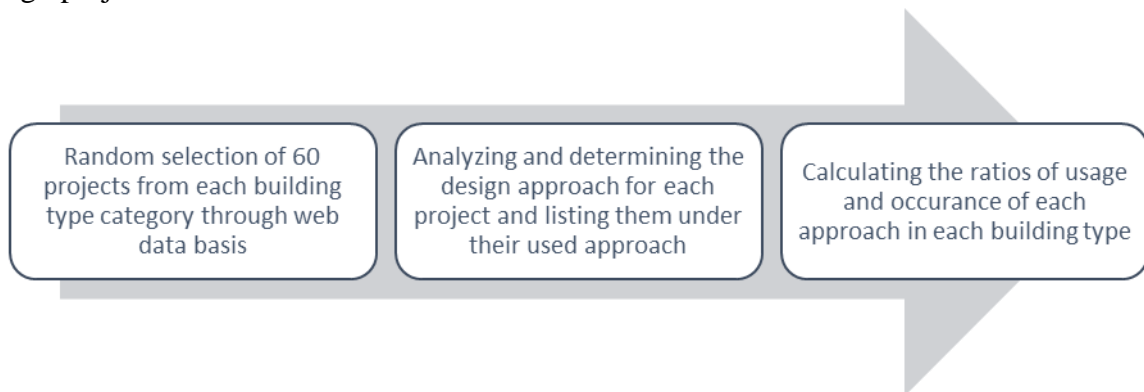 Random selection of 60
projects from each building
type category through web
data basis
Analyzing and determining the
design approach for each
project and listing them under
their used approach
Calculating the ratios of usage
and occurance of each
approach in each building type